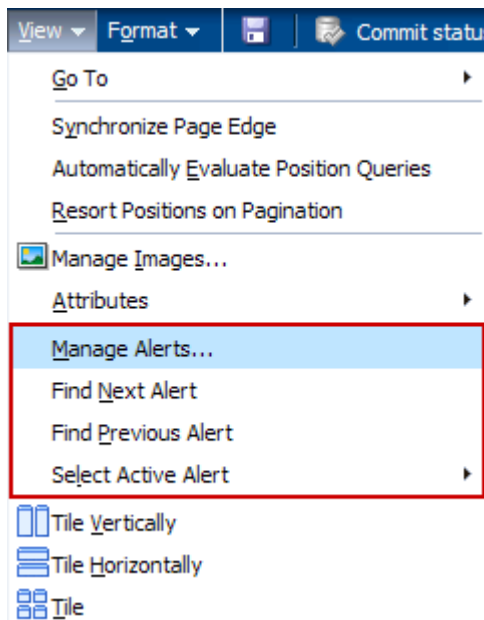 View Format Commit statu
Go To
Synchronize Page Edge
Automatically Evaluate Position Queries
Resort Positions on Pagination
Manage Images...
Attributes
Manage Alerts...
Find Next Alert
Find Previous Alert
Select Active Alert
Tile Vertically
Tile Horizontally
Tile